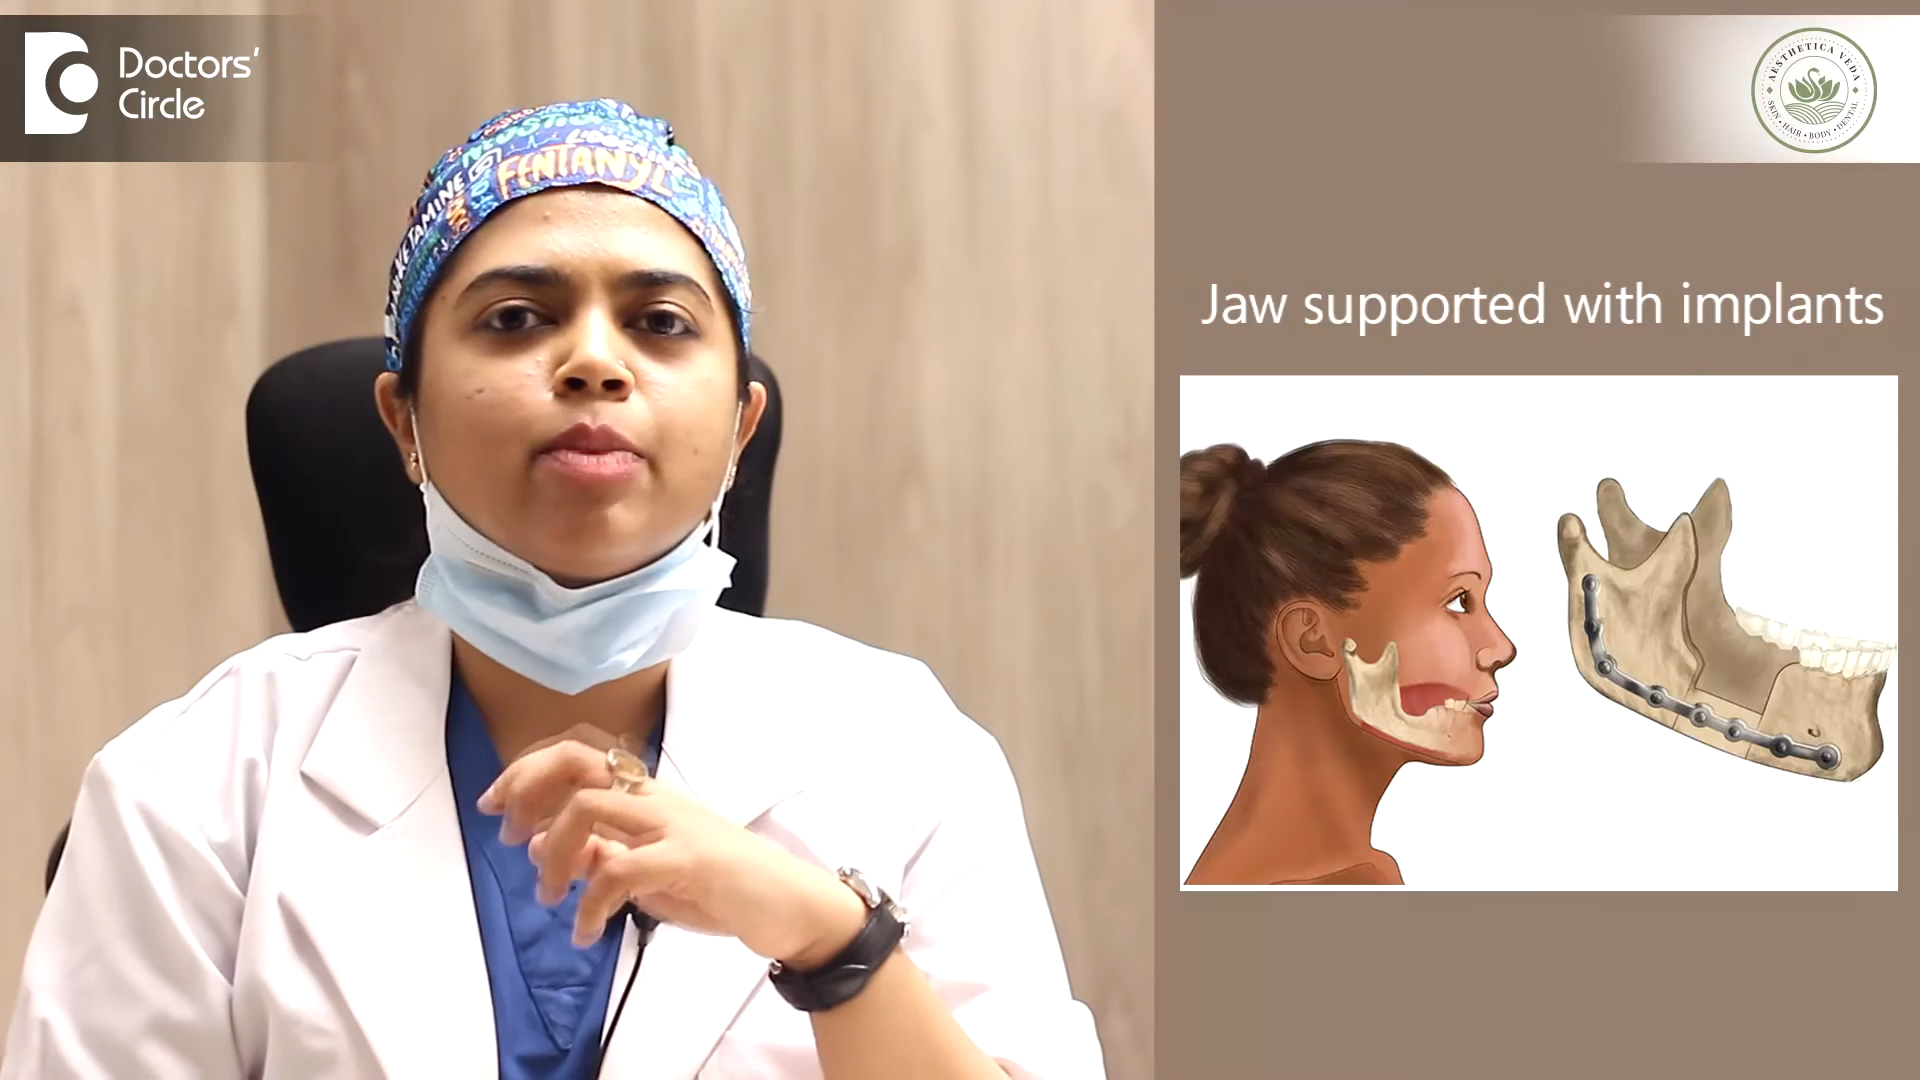 Doctors'
Circle
AESTHETICA VEDA
SKIN • HAIR • BODY • DENTAL
FENTANYL
KETAMINE
Jaw supported with implants